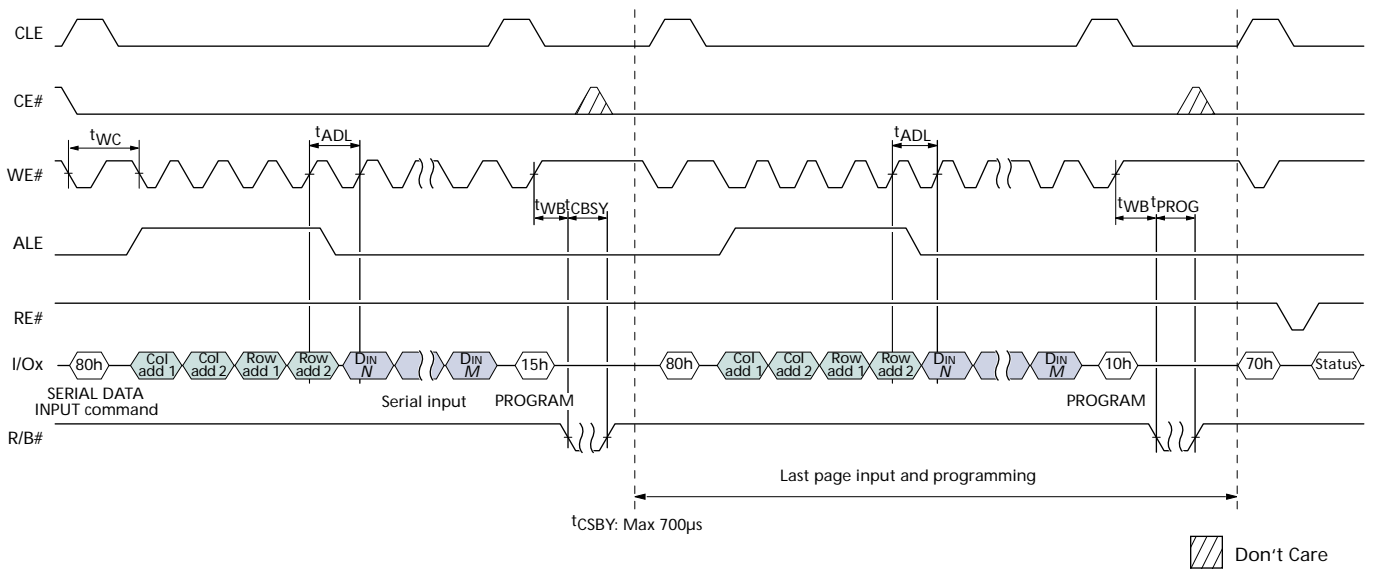 CLE
CE#
tWC
tADL
tADL
WE#
tWB tCBSY
tWB tPROG
ALE
RE#
I/Ox
80h
Col add 1
Col add 2
Row add 1
Row add 2
DIN N
DIN M
15h
80h
Col add 1
Col add 2
Row add 1
Row add 2
DIN N
DIN M
10h
70h
Status
SERIAL DATA
INPUT command
Serial input
PROGRAM
PROGRAM
R/B#
Last page input and programming
tCSBY: Max 700µs
Don't Care